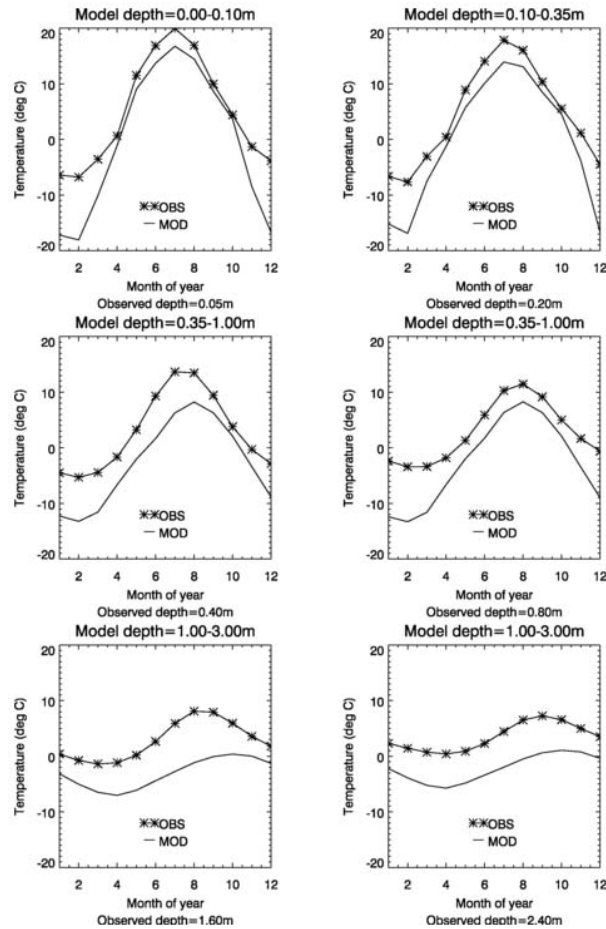 Model depth=0.00-0.10m
Temperature (deg C)
20
10
0
-10
-20
OBS
MOD
2 4 6 8 10 12
Month of year
Observed depth=0.05m
Model depth=0.10-0.35m
Temperature (deg C)
20
10
0
-10
-20
OBS
MOD
2 4 6 8 10 12
Month of year
Observed depth=0.20m
Model depth=0.35-1.00m
Temperature (deg C)
20
10
0
-10
-20
OBS
MOD
2 4 6 8 10 12
Month of year
Observed depth=0.40m
Model depth=0.35-1.00m
Temperature (deg C)
20
10
0
-10
-20
OBS
MOD
2 4 6 8 10 12
Month of year
Observed depth=0.80m
Model depth=1.00-3.00m
Temperature (deg C)
20
10
0
-10
-20
OBS
MOD
2 4 6 8 10 12
Month of year
Observed depth=1.60m
Model depth=1.00-3.00m
Temperature (deg C)
20
10
0
-10
-20
OBS
MOD
2 4 6 8 10 12
Month of year
Observed depth=2.40m